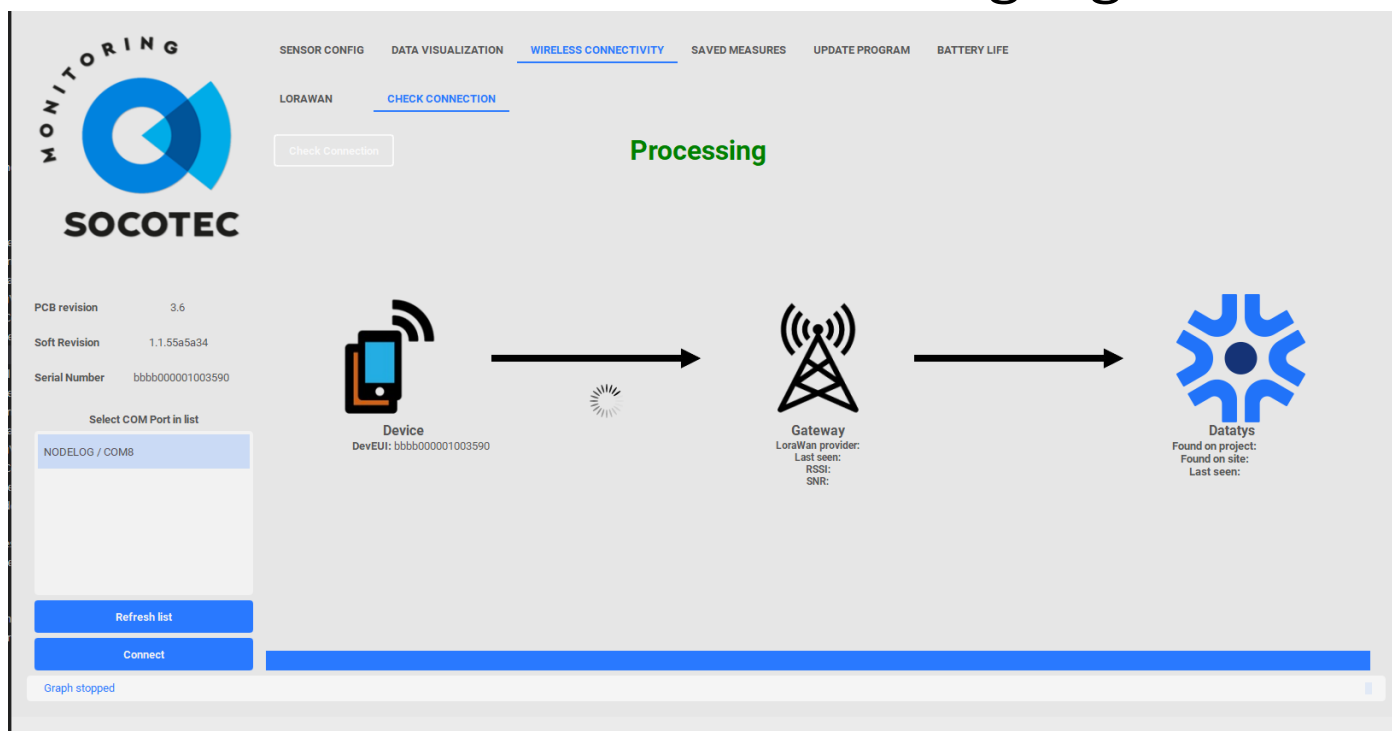 MONITORING
SOCOTEC
SENSOR CONFIG DATA VISUALIZATION WIRELESS CONNECTIVITY SAVED MEASURES UPDATE PROGRAM BATTERY LIFE
LORAWAN CHECK CONNECTION
Check Connection
Processing
PCB revision 3.6
Soft Revision 1.1.55a5a34
Serial Number bbbb000001003590
Select COM Port in list
NODELOG / COM8
Refresh list
Connect
Device
DevEUI: bbbb000001003590
Gateway
LoraWan provider:
Last seen:
RSSI:
SNR:
Datatys
Found on project:
Found on site:
Last seen:
Graph stopped